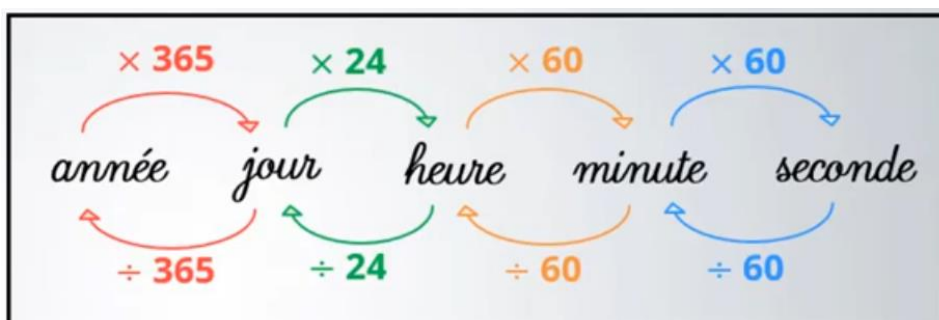 × 365 × 24 × 60 × 60
année jour heure minute seconde
÷ 365 ÷ 24 ÷ 60 ÷ 60